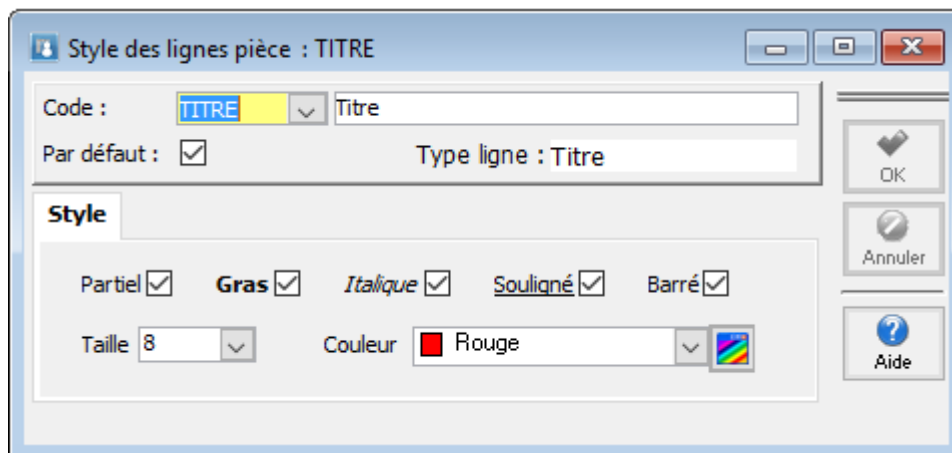 Style des lignes pièce : TITRE
Code : TITRE Titre
Par défaut : Type ligne : Titre
OK
Annuler
Aide
Style
Partiel Gras Italique Souligné Barré
Taille 8 Couleur Rouge